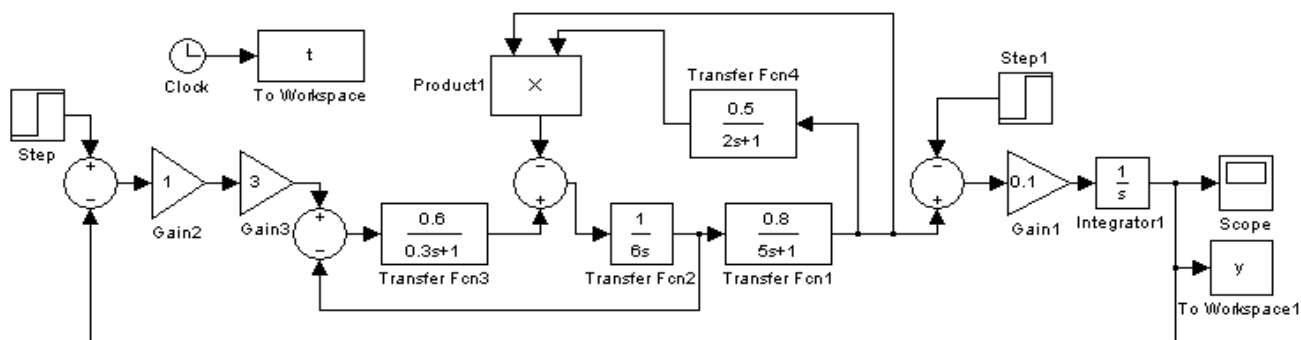 t
Clock
To Workspace
Product1
×
Transfer Fcn4
0.5
2s+1
Step1
Step
+
−
1
Gain2
3
Gain3
+
−
0.6
0.3s+1
Transfer Fcn3
−
+
1
6s
Transfer Fcn2
0.8
5s+1
Transfer Fcn1
−
+
0.1
Gain1
1
s
Integrator1
Scope
y
To Workspace1